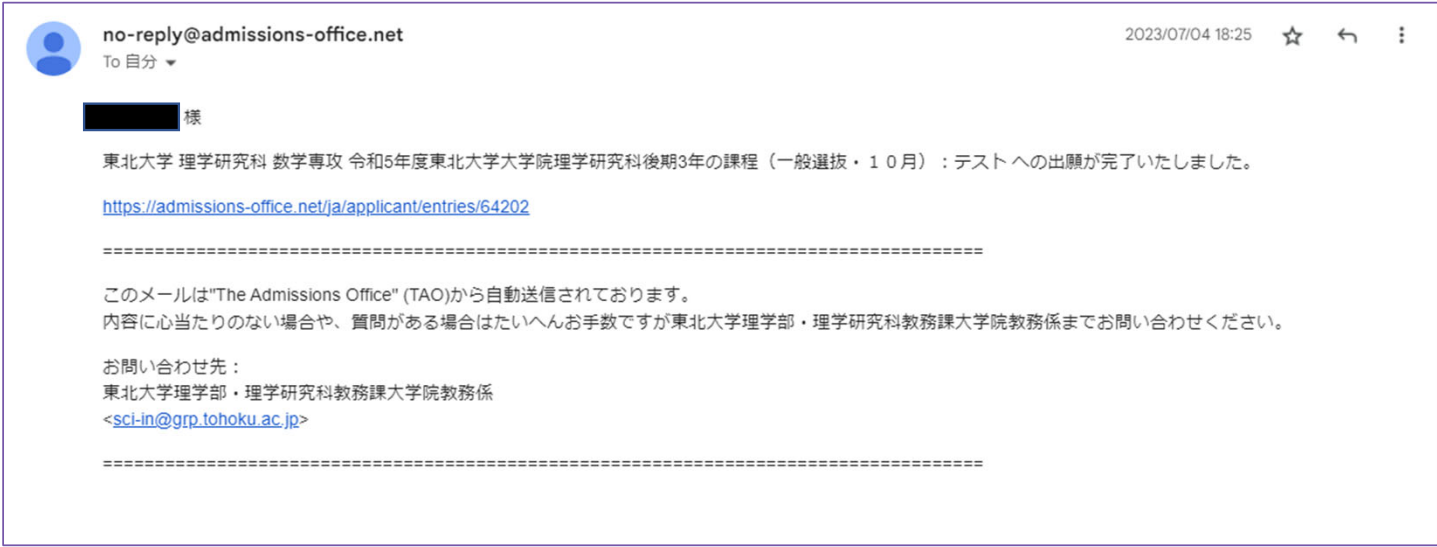 no-reply@admissions-office.net
2023/07/04 18:25
To 自分
様
東北大学 理学研究科 数学専攻 令和5年度東北大学大学院理学研究科後期3年の課程（一般選抜・１０月）：テスト への出願が完了いたしました。
https://admissions-office.net/ja/applicant/entries/64202
=====================================================================================
このメールは"The Admissions Office" (TAO)から自動送信されております。
内容に心当たりのない場合や、質問がある場合はたいへんお手数ですが東北大学理学部・理学研究科教務課大学院教務係までお問い合わせください。
お問い合わせ先：
東北大学理学部・理学研究科教務課大学院教務係
<sci-in@grp.tohoku.ac.jp>
=====================================================================================